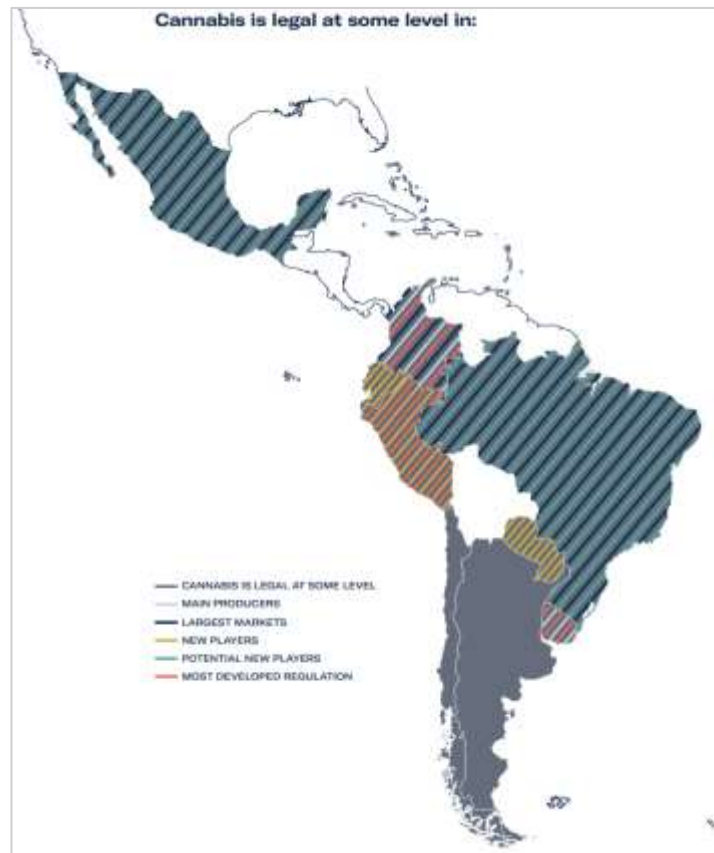 Cannabis is legal at some level in:
CANNABIS IS LEGAL AT SOME LEVEL
MAIN PRODUCERS
LARGEST MARKETS
NEW PLAYERS
POTENTIAL NEW PLAYERS
MOST DEVELOPED REGULATION